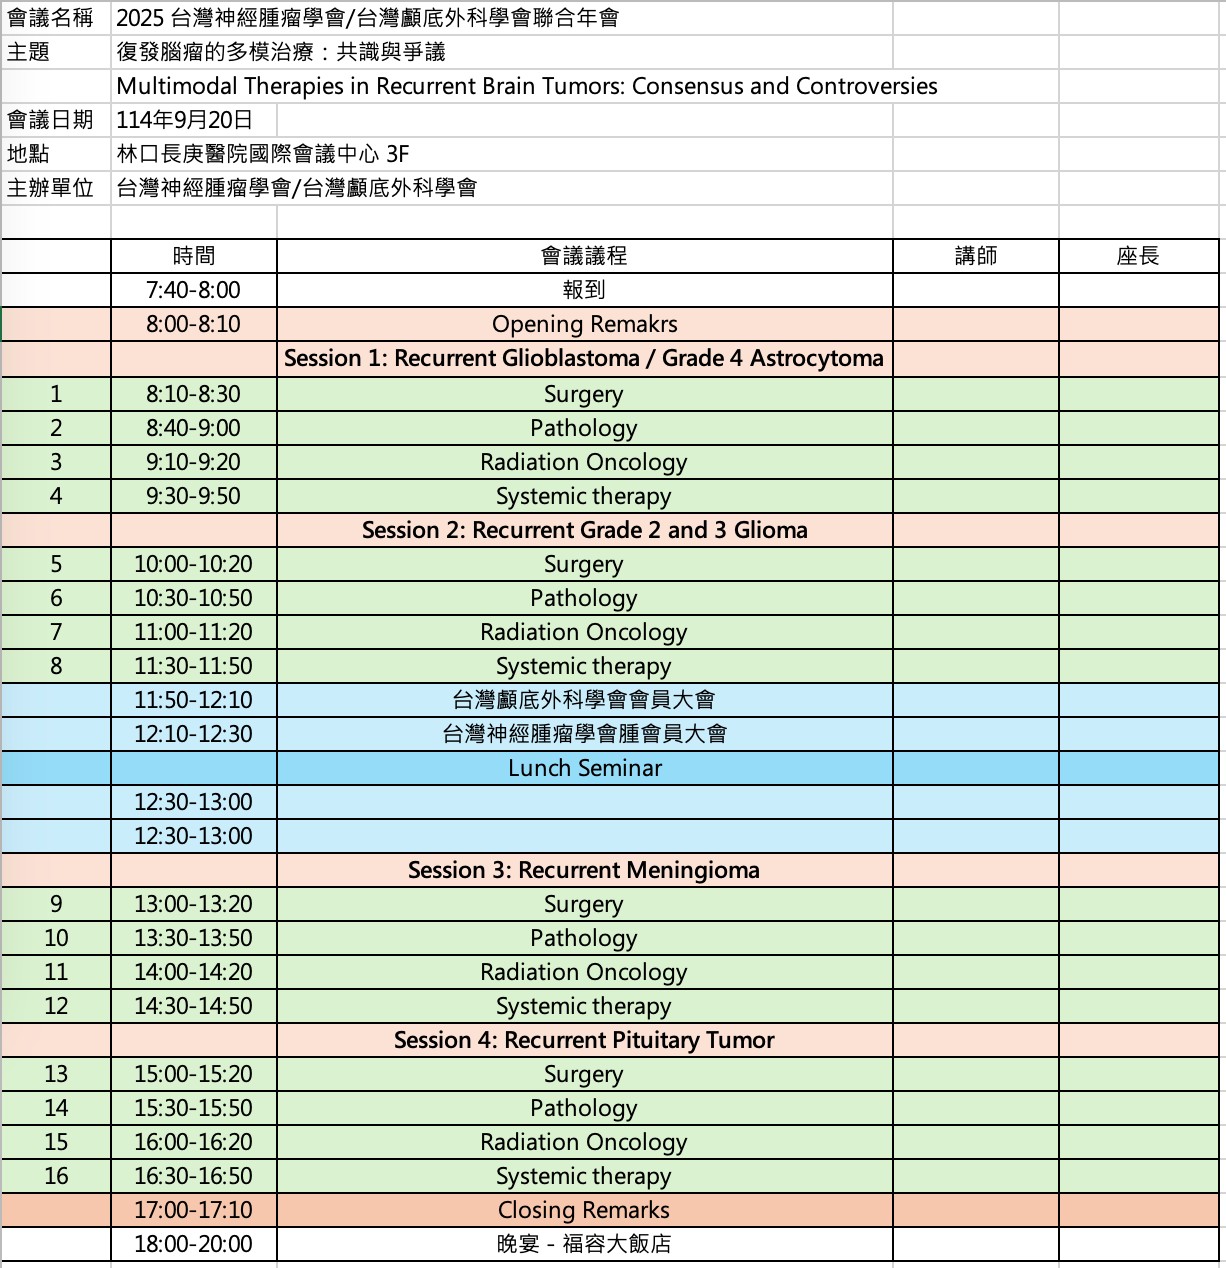 會議名稱 2025 台灣神經腫瘤學會/台灣顱底外科學會聯合年會
主題 復發腦瘤的多模治療：共識與爭議
Multimodal Therapies in Recurrent Brain Tumors: Consensus and Controversies
會議日期 114年9月20日
地點 林口長庚醫院國際會議中心 3F
主辦單位 台灣神經腫瘤學會/台灣顱底外科學會
時間 會議議程 講師 座長
7:40-8:00 報到
8:00-8:10 Opening Remakrs
Session 1: Recurrent Glioblastoma / Grade 4 Astrocytoma
1 8:10-8:30 Surgery
2 8:40-9:00 Pathology
3 9:10-9:20 Radiation Oncology
4 9:30-9:50 Systemic therapy
Session 2: Recurrent Grade 2 and 3 Glioma
5 10:00-10:20 Surgery
6 10:30-10:50 Pathology
7 11:00-11:20 Radiation Oncology
8 11:30-11:50 Systemic therapy
11:50-12:10 台灣顱底外科學會會員大會
12:10-12:30 台灣神經腫瘤學會腫會員大會
Lunch Seminar
12:30-13:00
12:30-13:00
Session 3: Recurrent Meningioma
9 13:00-13:20 Surgery
10 13:30-13:50 Pathology
11 14:00-14:20 Radiation Oncology
12 14:30-14:50 Systemic therapy
Session 4: Recurrent Pituitary Tumor
13 15:00-15:20 Surgery
14 15:30-15:50 Pathology
15 16:00-16:20 Radiation Oncology
16 16:30-16:50 Systemic therapy
17:00-17:10 Closing Remarks
18:00-20:00 晚宴 - 福容大飯店